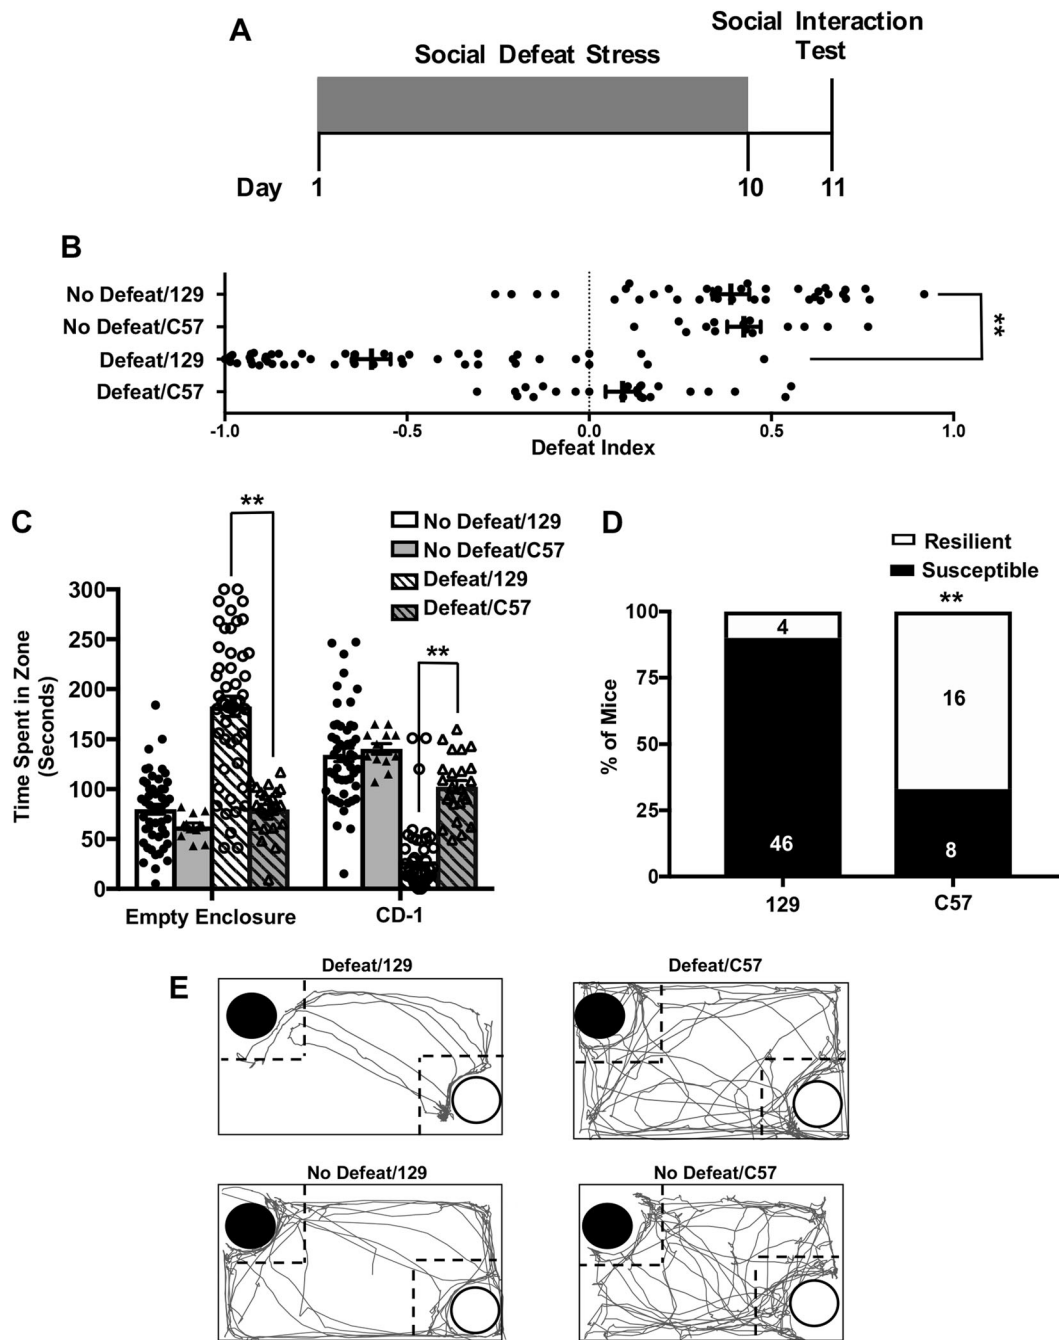 A
Social Defeat Stress
Social Interaction
Test
Day 1 10 11
B
No Defeat/129
No Defeat/C57
Defeat/129
Defeat/C57
**
-1.0 -0.5 0.0 0.5 1.0
Defeat Index
C
**
No Defeat/129
No Defeat/C57
Defeat/129
Defeat/C57
Time Spent in Zone
(Seconds)
300
250
200
150
100
50
0
**
Empty Enclosure CD-1
D
Resilient
Susceptible
**
% of Mice
100
75
50
25
0
4
46
16
8
129 C57
E
Defeat/129 Defeat/C57
No Defeat/129 No Defeat/C57